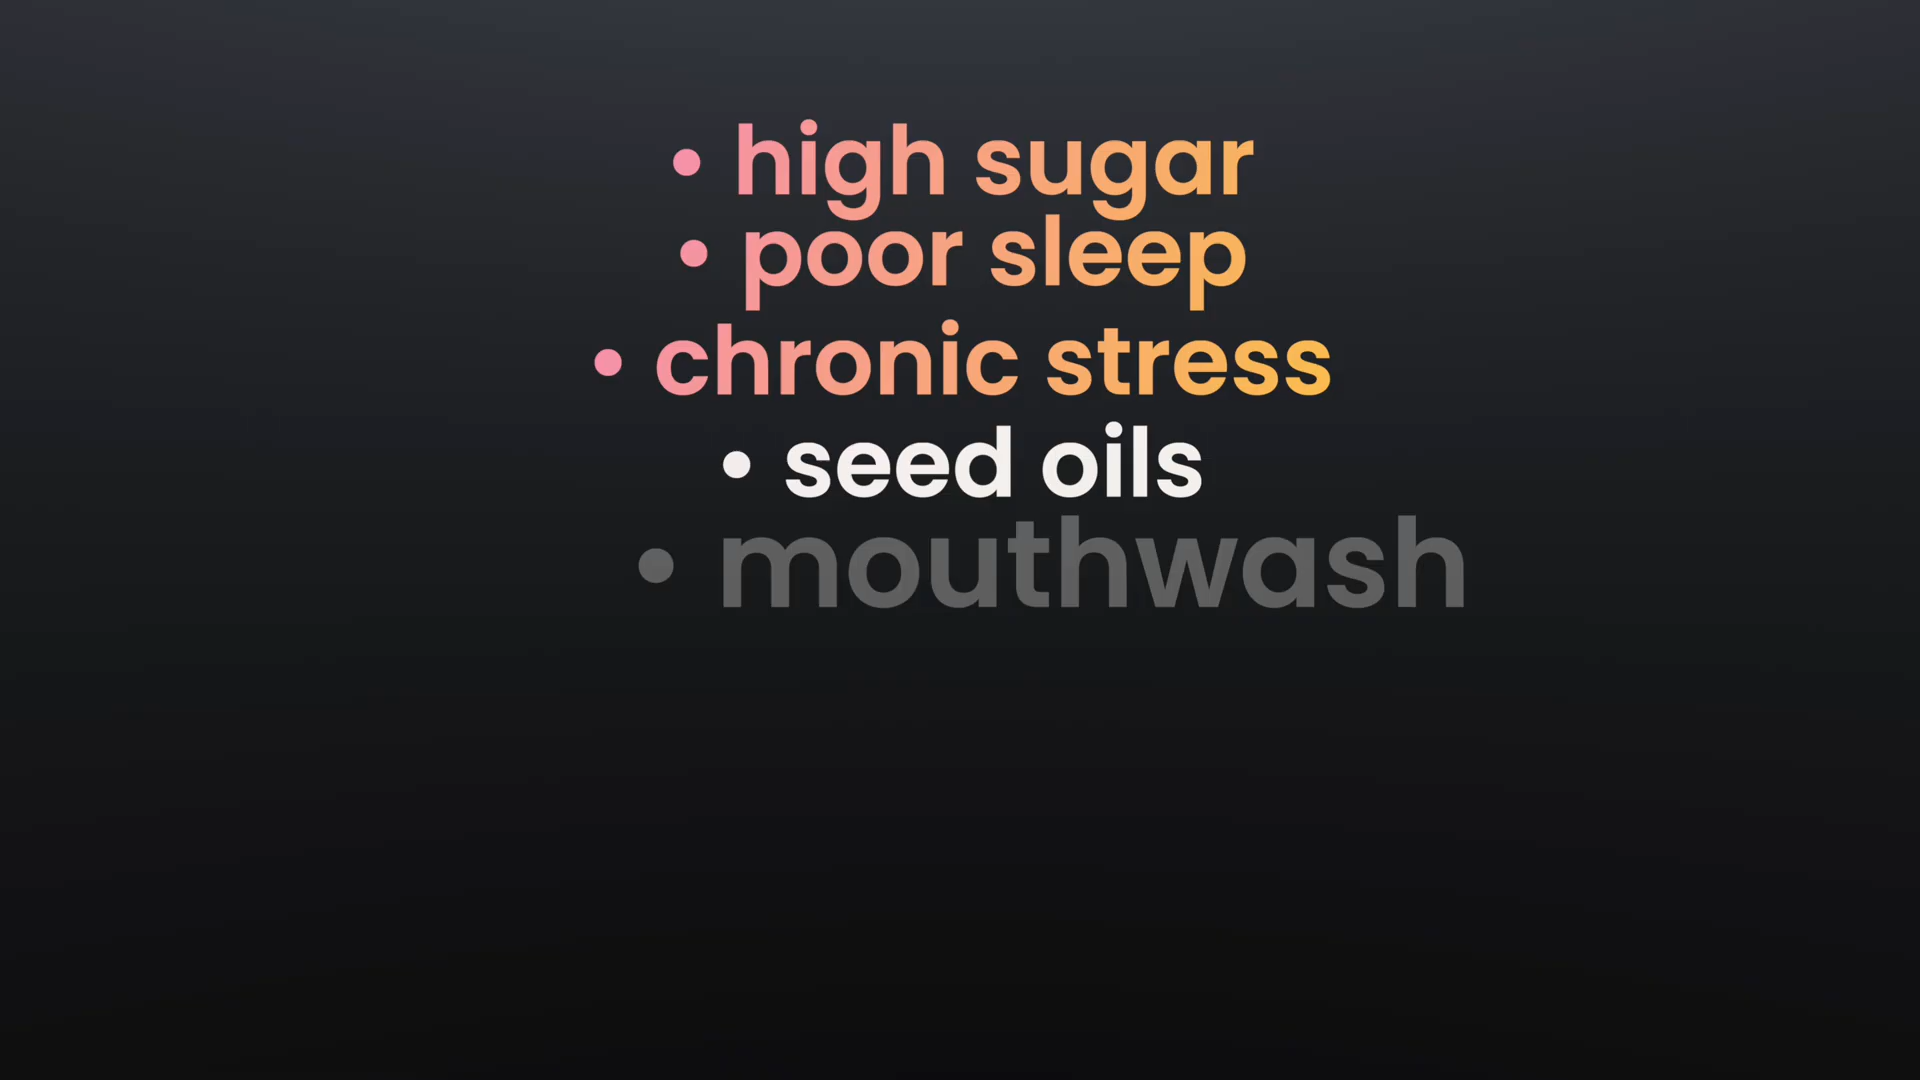 • high sugar
• poor sleep
• chronic stress
• seed oils
• mouthwash